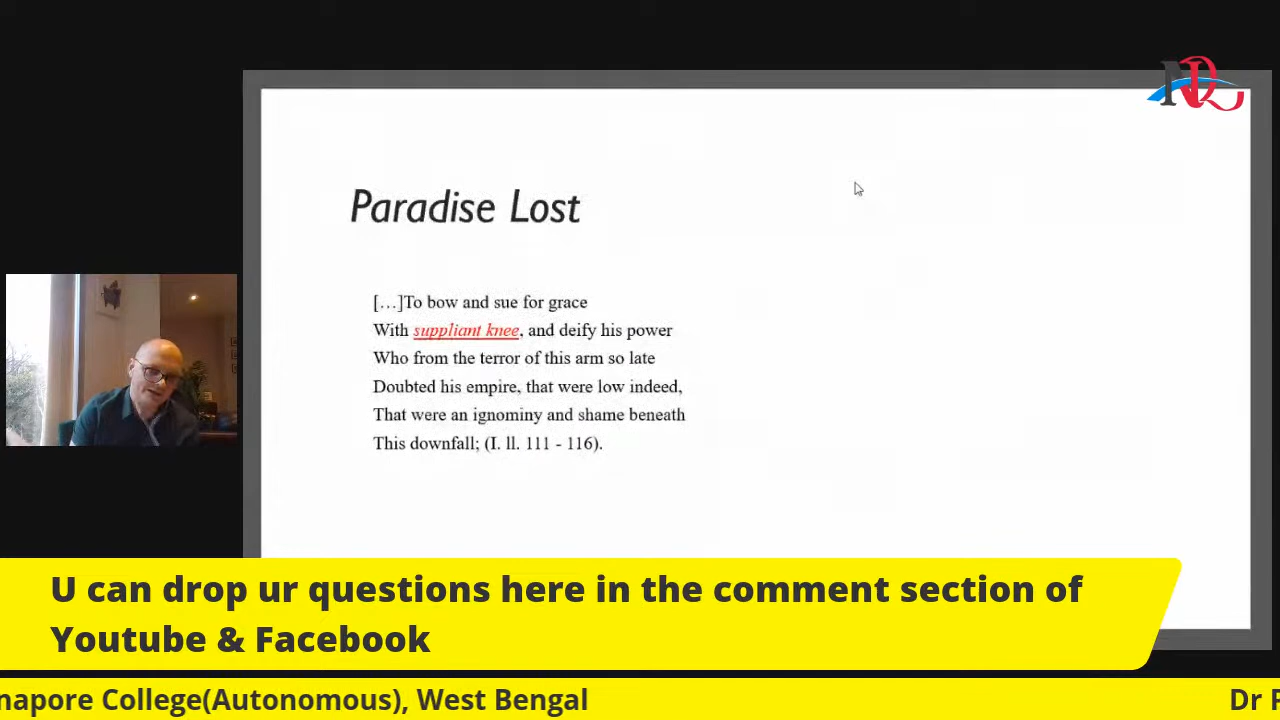 NDL
Paradise Lost
[…]To bow and sue for grace
With suppliant knee, and deify his power
Who from the terror of this arm so late
Doubted his empire, that were low indeed,
That were an ignominy and shame beneath
This downfall; (I. ll. 111 - 116).
U can drop ur questions here in the comment section of
Youtube & Facebook
napore College(Autonomous), West Bengal
Dr